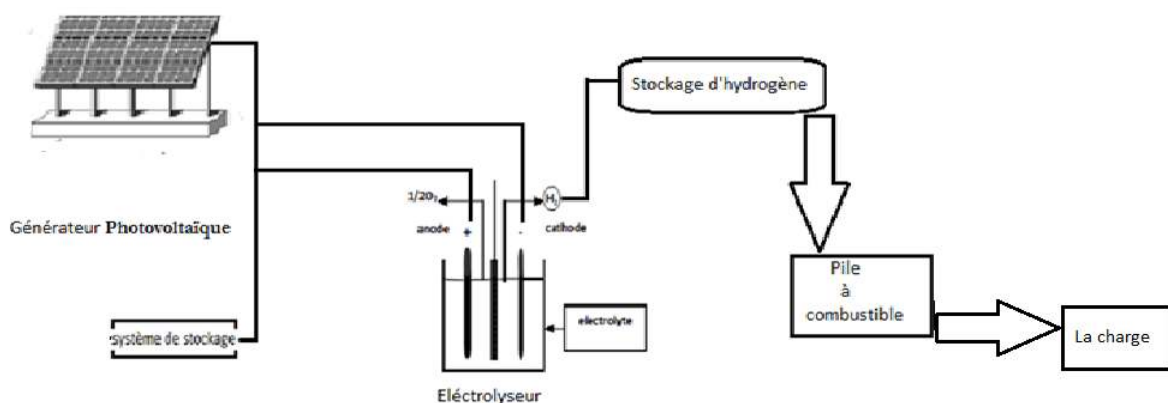 Stockage d'hydrogène
1/2O₂
H₂
Générateur Photovoltaïque
anode
cathode
+
-
Pile
à
combustible
electrolyte
système de stockage
La charge
Eléctrolyseur